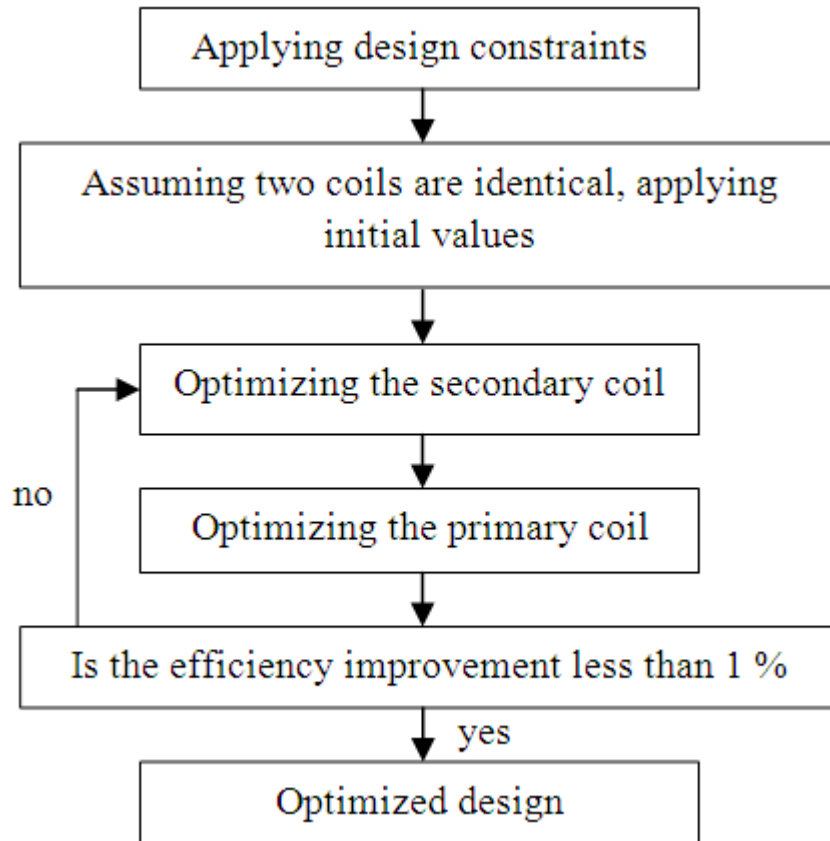 Applying design constraints
Assuming two coils are identical, applying
initial values
Optimizing the secondary coil
no
Optimizing the primary coil
Is the efficiency improvement less than 1 %
yes
Optimized design